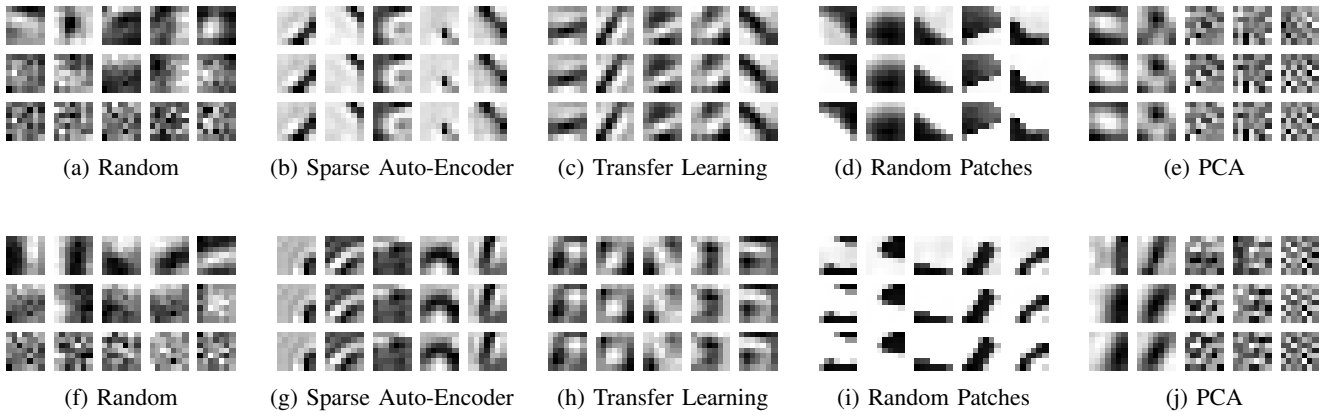 (a) Random (b) Sparse Auto-Encoder (c) Transfer Learning (d) Random Patches (e) PCA
(f) Random (g) Sparse Auto-Encoder (h) Transfer Learning (i) Random Patches (j) PCA